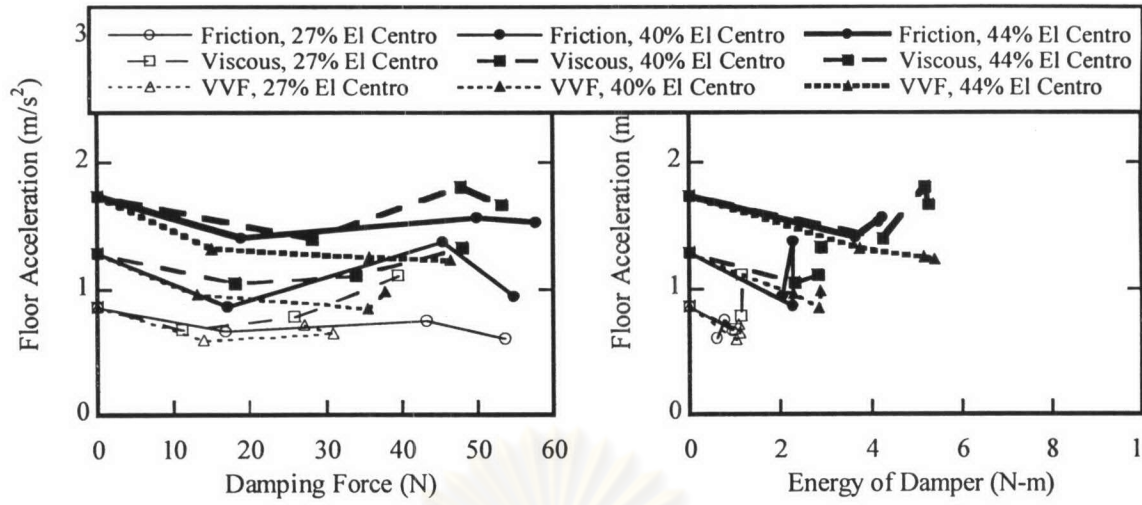 3
Friction, 27% El Centro Friction, 40% El Centro Friction, 44% El Centro
Viscous, 27% El Centro Viscous, 40% El Centro Viscous, 44% El Centro
VVF, 27% El Centro VVF, 40% El Centro VVF, 44% El Centro
Floor Acceleration (m/s²)
2
1
0
0 10 20 30 40 50 60
Damping Force (N)
Floor Acceleration (m
2
1
0
0 2 4 6 8 1
Energy of Damper (N-m)